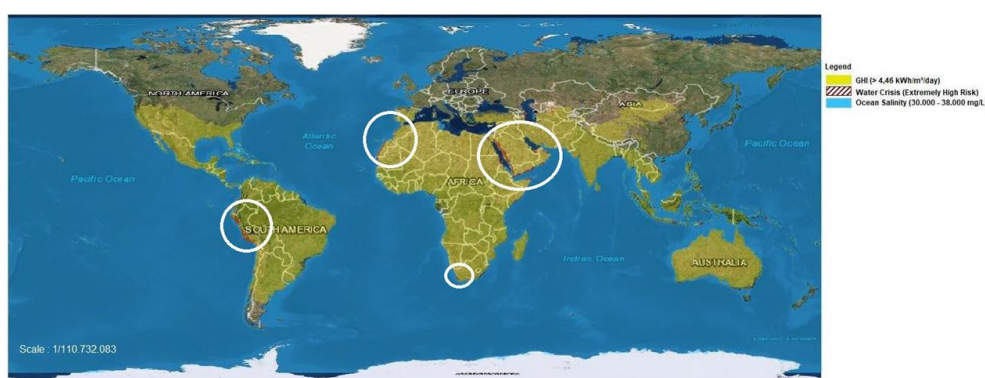 NORTH AMERICA
EUROPE
ASIA
Atlantic
Ocean
Pacific Ocean
Pacific Ocean
AFRICA
SOUTH AMERICA
Indian Ocean
AUSTRALIA
Scale : 1/110.732.083
Legend
GHI (> 4,46 kWh/m²/day)
Water Crisis (Extremely High Risk)
Ocean Salinity (30.000 - 38.000 mg/L